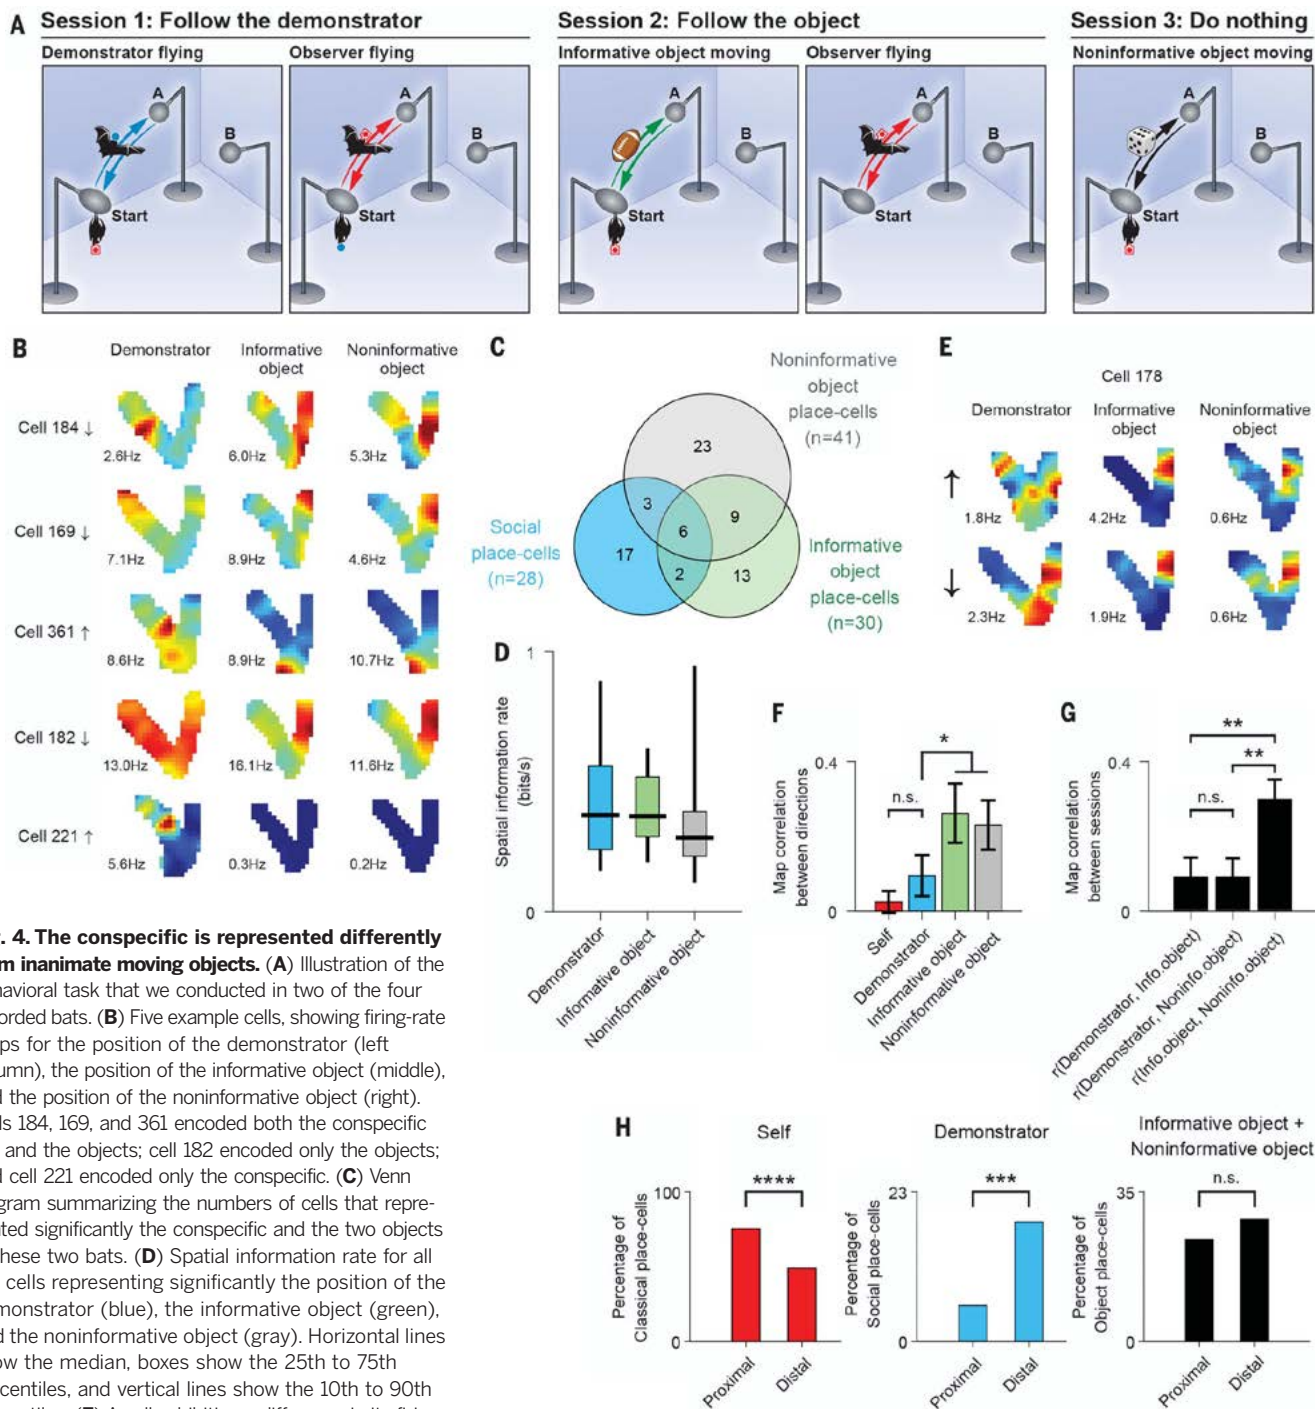 A
Session 1: Follow the demonstrator
Session 2: Follow the object
Session 3: Do nothing
Demonstrator flying
Observer flying
Informative object moving
Observer flying
Noninformative object moving
A
B
Start
A
B
Start
A
B
Start
A
B
Start
A
B
Start
B
Demonstrator
Informative
object
Noninformative
object
Cell 184 ↓
2.6Hz
6.0Hz
5.3Hz
Cell 169 ↓
7.1Hz
8.9Hz
4.6Hz
Cell 361 ↑
8.6Hz
8.9Hz
10.7Hz
Cell 182 ↓
13.0Hz
16.1Hz
11.6Hz
Cell 221 ↑
5.6Hz
0.3Hz
0.2Hz
C
Noninformative
object
place-cells
(n=41)
23
3
9
6
17
2
13
Social
place-cells
(n=28)
Informative
object
place-cells
(n=30)
E
Cell 178
Demonstrator
Informative
object
Noninformative
object
↑
1.8Hz
4.2Hz
0.6Hz
↓
2.3Hz
1.9Hz
0.6Hz
D
Spatial information rate
(bits/s)
1
0
Demonstrator
Informative object
Noninformative object
F
Map correlation
between directions
0.4
0
n.s.
*
Self
Demonstrator
Informative object
Noninformative object
G
Map correlation
between sessions
0.4
0
**
**
n.s.
r(Demonstrator, Info.object)
r(Demonstrator, Noninfo.object)
r(Info.object, Noninfo.object)
H
Self
Percentage of
Classical place-cells
100
0
****
Proximal
Distal
Demonstrator
Percentage of
Social place-cells
23
0
***
Proximal
Distal
Informative object +
Noninformative object
Percentage of
Object place-cells
35
0
n.s.
Proximal
Distal
. 4. The conspecific is represented differently
m inanimate moving objects. (A) Illustration of the
havioral task that we conducted in two of the four
orded bats. (B) Five example cells, showing firing-rate
ps for the position of the demonstrator (left
umn), the position of the informative object (middle),
d the position of the noninformative object (right).
ls 184, 169, and 361 encoded both the conspecific
and the objects; cell 182 encoded only the objects;
d cell 221 encoded only the conspecific. (C) Venn
gram summarizing the numbers of cells that repre-
ted significantly the conspecific and the two objects
these two bats. (D) Spatial information rate for all
cells representing significantly the position of the
monstrator (blue), the informative object (green),
d the noninformative object (gray). Horizontal lines
ow the median, boxes show the 25th to 75th
centiles, and vertical lines show the 10th to 90th